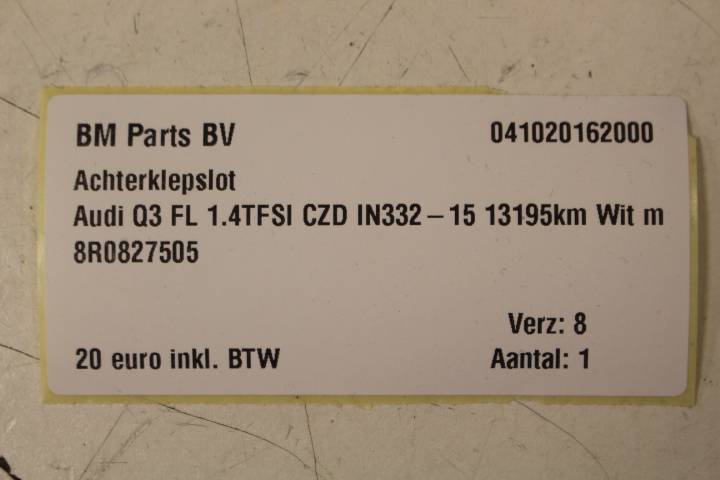 BM Parts BV 041020162000
Achterklepslot
Audi Q3 FL 1.4TFSI CZD IN332 – 15 13195km Wit m
8R0827505
Verz: 8
20 euro inkl. BTW Aantal: 1